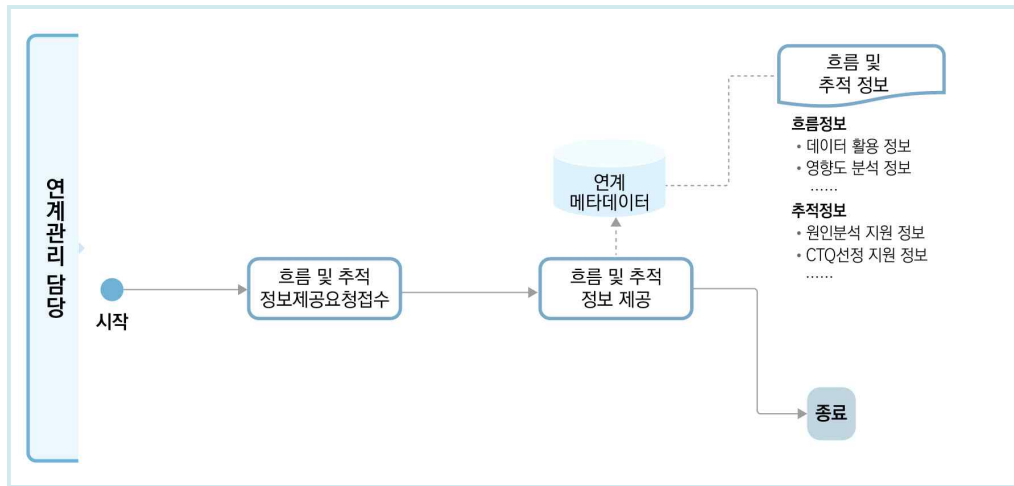 연계관리 담당
시작
흐름 및 추적
정보제공요청접수
흐름 및 추적
정보 제공
연계
메타데이터
흐름 및
추적 정보
흐름정보
• 데이터 활용 정보
• 영향도 분석 정보
……
추적정보
• 원인분석 지원 정보
• CTQ선정 지원 정보
……
종료